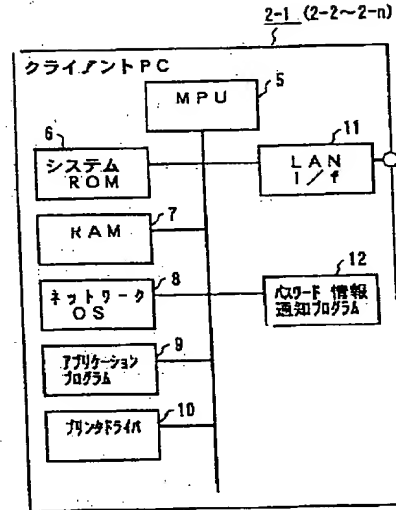 2-1 (2-2～2-n)
クライアントPC
MPU
5
6
システム
ROM
11
LAN
I/f
RAM
7
ネットワーク
OS
8
12
パスワード 情報
通知プログラム
アプリケーション
プログラム
9
プリンタドライバ
10